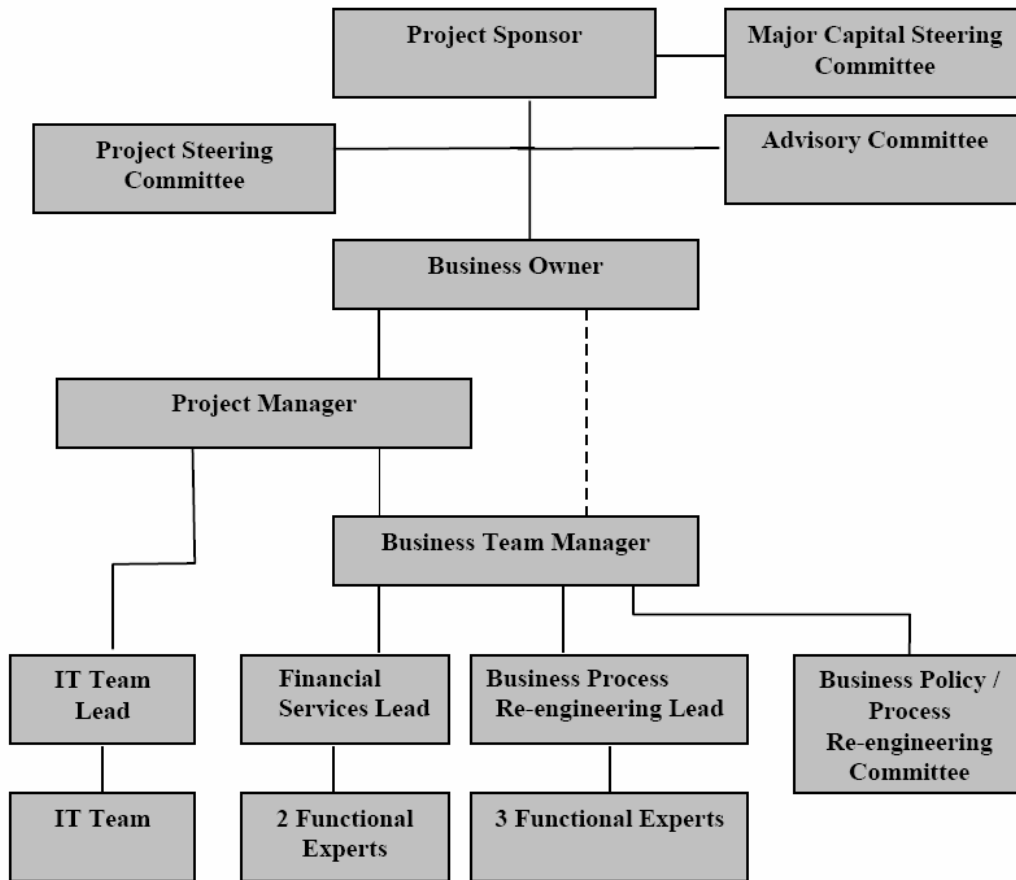 Project Sponsor
Major Capital Steering
Committee
Project Steering
Committee
Advisory Committee
Business Owner
Project Manager
Business Team Manager
IT Team
Lead
Financial
Services Lead
Business Process
Re-engineering Lead
Business Policy /
Process
Re-engineering
Committee
IT Team
2 Functional
Experts
3 Functional Experts